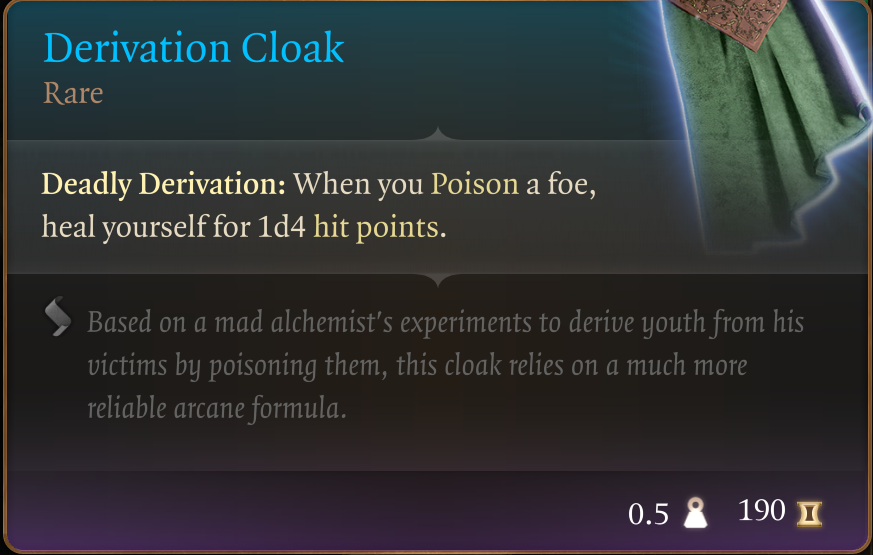 Derivation Cloak
Rare
Deadly Derivation: When you Poison a foe,
heal yourself for 1d4 hit points.
Based on a mad alchemist's experiments to derive youth from his
victims by poisoning them, this cloak relies on a much more
reliable arcane formula.
0.5 190